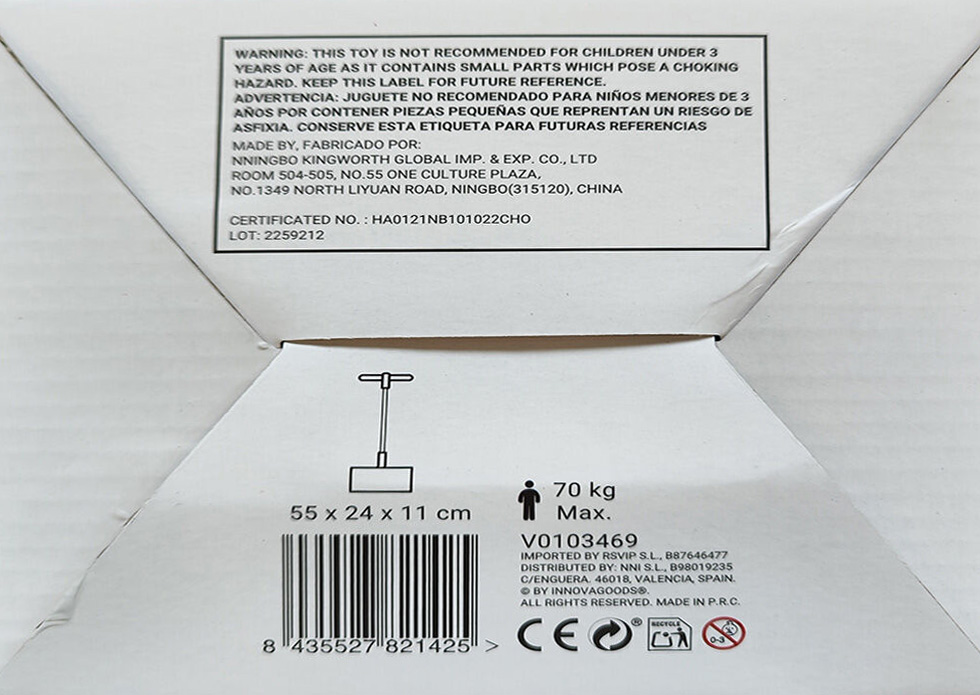 WARNING: THIS TOY IS NOT RECOMMENDED FOR CHILDREN UNDER 3
YEARS OF AGE AS IT CONTAINS SMALL PARTS WHICH POSE A CHOKING
HAZARD. KEEP THIS LABEL FOR FUTURE REFERENCE.
ADVERTENCIA: JUGUETE NO RECOMENDADO PARA NIÑOS MENORES DE 3
AÑOS POR CONTENER PIEZAS PEQUEÑAS QUE REPRENTAN UN RIESGO DE
ASFIXIA. CONSERVE ESTA ETIQUETA PARA FUTURAS REFERENCIAS
MADE BY, FABRICADO POR:
NNINGBO KINGWORTH GLOBAL IMP. & EXP. CO., LTD
ROOM 504-505, NO.55 ONE CULTURE PLAZA,
NO.1349 NORTH LIYUAN ROAD, NINGBO(315120), CHINA
CERTIFICATED NO. : HA0121NB101022CHO
LOT: 2259212
55 x 24 x 11 cm
70 kg
Max.
V0103469
IMPORTED BY RSVIP S.L., B87646477
DISTRIBUTED BY: NNI S.L., B98019235
C/ENGUERA. 46018, VALENCIA, SPAIN.
© BY INNOVAGOODS®.
ALL RIGHTS RESERVED. MADE IN P.R.C.
8 435527 821425 >
CE ® RECYCLE 0-3